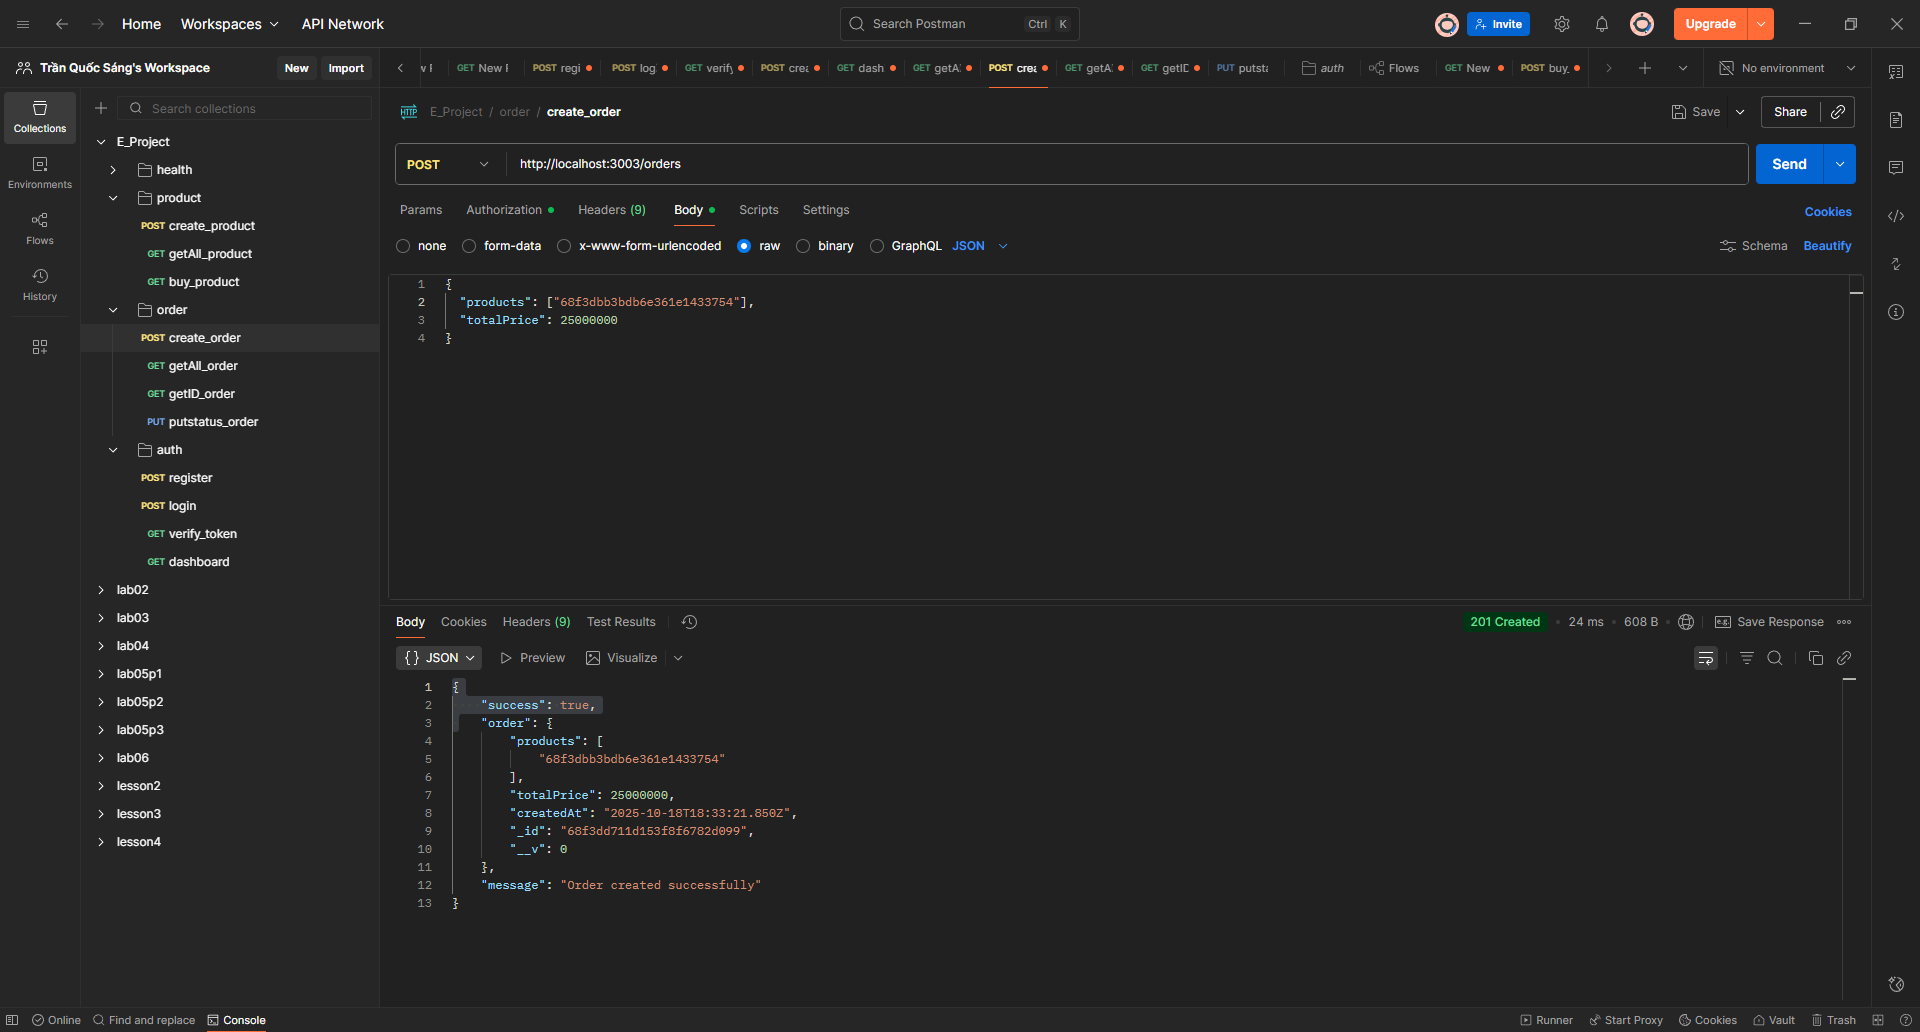 Home Workspaces API Network Search Postman Ctrl K Invite Upgrade
Trần Quốc Sáng's Workspace New Import
GET New POST regi POST log GET verify POST crea GET dash GET getA POST crea GET getA GET getID PUT putsta auth Flows GET New POST buy_ No environment
Collections
Environments
Flows
History
Search collections
E_Project
health
product
POST create_product
GET getAll_product
GET buy_product
order
POST create_order
GET getAll_order
GET getID_order
PUT putstatus_order
auth
POST register
POST login
GET verify_token
GET dashboard
lab02
lab03
lab04
lab05p1
lab05p2
lab05p3
lab06
lesson2
lesson3
lesson4
HTTP E_Project / order / create_order Save Share
POST http://localhost:3003/orders Send
Params Authorization Headers (9) Body Scripts Settings Cookies
none form-data x-www-form-urlencoded raw binary GraphQL JSON Schema Beautify
1 {
2 "products": ["68f3dbb3bdb6e361e1433754"],
3 "totalPrice": 25000000
4 }
Body Cookies Headers (9) Test Results 201 Created 24 ms 608 B e.g. Save Response
{} JSON Preview Visualize
1 {
2 "success": true,
3 "order": {
4 "products": [
5 "68f3dbb3bdb6e361e1433754"
6 ],
7 "totalPrice": 25000000,
8 "createdAt": "2025-10-18T18:33:21.850Z",
9 "_id": "68f3dd711d153f8f6782d099",
10 "__v": 0
11 },
12 "message": "Order created successfully"
13 }
Online Find and replace Console Runner Start Proxy Cookies Vault Trash